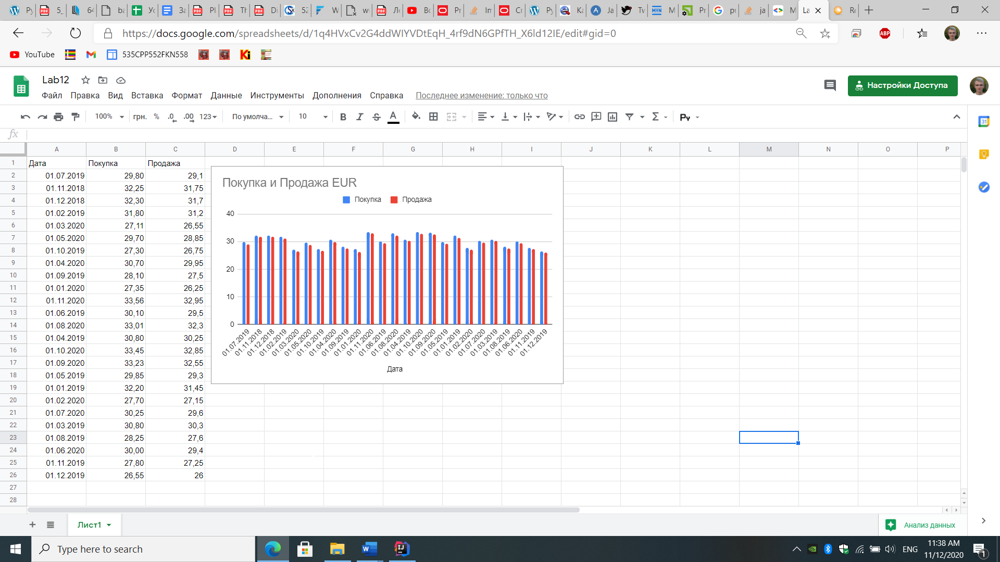 https://docs.google.com/spreadsheets/d/1q4HVxCv2G4ddWIYVDtEqH_4rf9dN6GPfTH_X6ld12IE/edit#gid=0
YouTube 535CPP552FKN558
Lab12
Файл Правка Вид Вставка Формат Данные Инструменты Дополнения Справка Последнее изменение: только что
Настройки Доступа
100% грн. % .0 .00 123 По умолча... 10 B I S A
A B C D E F G H I J K L M N O P
1 Дата Покупка Продажа
2 01.07.2019 29,80 29,1
3 01.11.2018 32,25 31,75
4 01.12.2018 32,30 31,7
5 01.02.2019 31,80 31,2
6 01.03.2020 27,11 26,55
7 01.05.2020 29,70 28,85
8 01.10.2019 27,30 26,75
9 01.04.2020 30,70 29,95
10 01.09.2019 28,10 27,5
11 01.01.2020 27,35 26,25
12 01.11.2020 33,56 32,95
13 01.06.2019 30,10 29,5
14 01.08.2020 33,01 32,3
15 01.04.2019 30,80 30,25
16 01.10.2020 33,45 32,85
17 01.09.2020 33,23 32,55
18 01.05.2019 29,85 29,3
19 01.01.2019 32,20 31,45
20 01.02.2020 27,70 27,15
21 01.07.2020 30,25 29,6
22 01.03.2019 30,80 30,3
23 01.08.2019 28,25 27,6
24 01.06.2020 30,00 29,4
25 01.11.2019 27,80 27,25
26 01.12.2019 26,55 26
27
28
Покупка и Продажа EUR
Покупка Продажа
40
30
20
10
0
01.07.2019 01.11.2018 01.12.2018 01.02.2019 01.03.2020 01.05.2020 01.10.2019 01.04.2020 01.09.2019 01.01.2020 01.11.2020 01.06.2019 01.08.2020 01.04.2019 01.10.2020 01.09.2020 01.05.2019 01.01.2019 01.02.2020 01.07.2020 01.03.2019 01.08.2019 01.06.2020 01.11.2019 01.12.2019
Дата
Лист1
Анализ данных
Type here to search
ENG
11:38 AM
11/12/2020
1